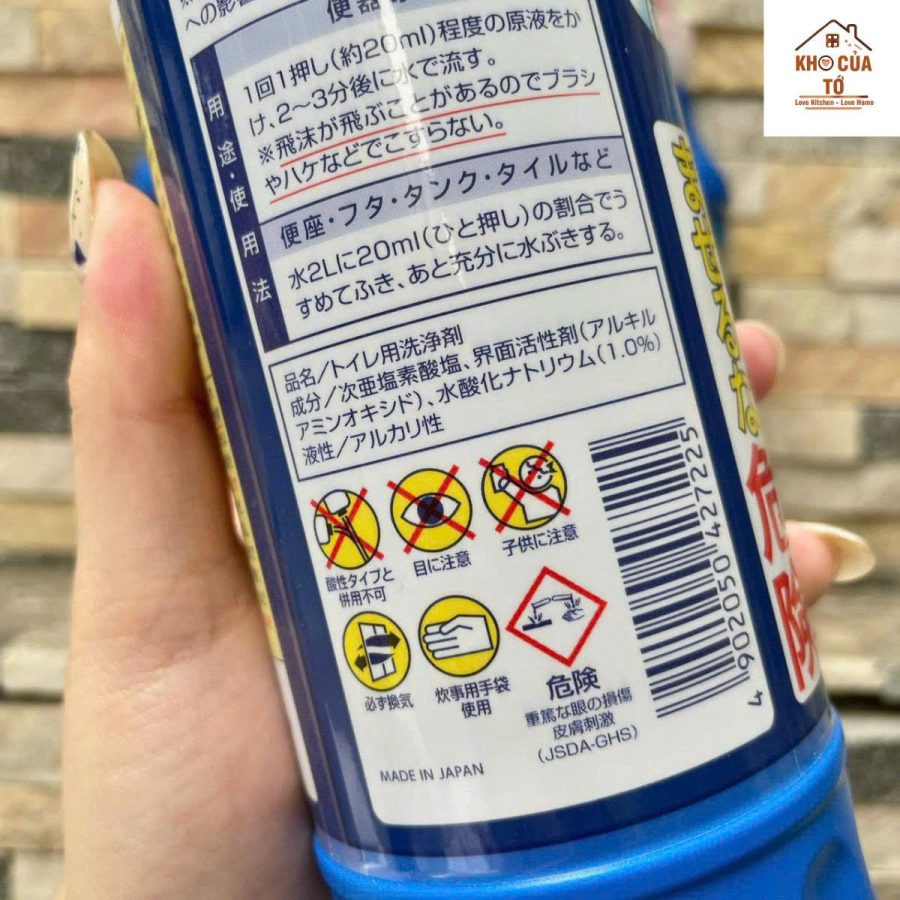 への影響
便器
用途・使用法
1回1押し(約20ml)程度の原液をか
け、2〜3分後に水で流す。
※飛沫が飛ぶことがあるのでブラシ
やハケなどでこすらない。
便座・フタ・タンク・タイルなど
水2Lに20ml(ひと押し)の割合でう
すめてふき、あと充分に水ぶきする。
品名/トイレ用洗浄剤
成分/次亜塩素酸塩、界面活性剤(アルキル
アミンオキシド)、水酸化ナトリウム(1.0%)
液性/アルカリ性
酸性タイプと
併用不可
目に注意
子供に注意
必ず換気
炊事用手袋
使用
危険
重篤な眼の損傷
皮膚刺激
(JSDA-GHS)
MADE IN JAPAN
4 902050 427225
まぜるな
危険
KHO CỦA
TỚ
Love Kitchen - Love Home